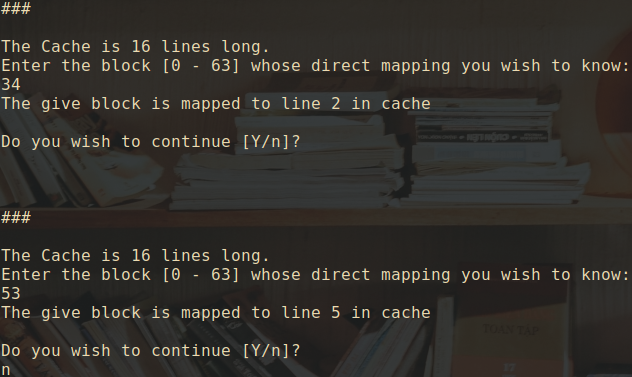 ###
The Cache is 16 lines long.
Enter the block [0 - 63] whose direct mapping you wish to know:
34
The give block is mapped to line 2 in cache
Do you wish to continue [Y/n]?
###
The Cache is 16 lines long.
Enter the block [0 - 63] whose direct mapping you wish to know:
53
The give block is mapped to line 5 in cache
Do you wish to continue [Y/n]?
n
TOAN TAP